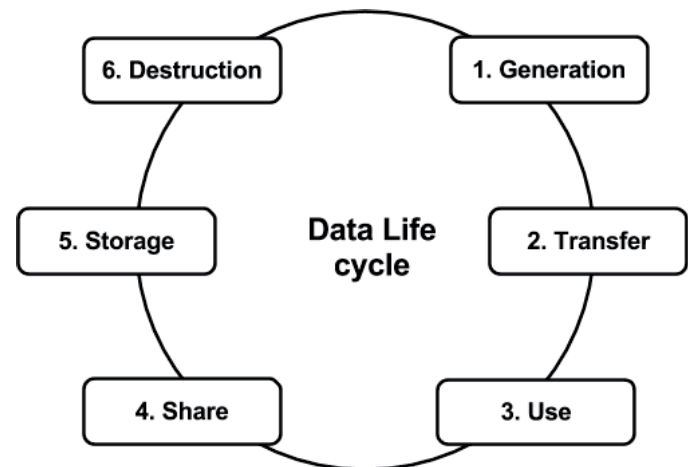 1. Generation
2. Transfer
3. Use
4. Share
5. Storage
6. Destruction
Data Life
cycle